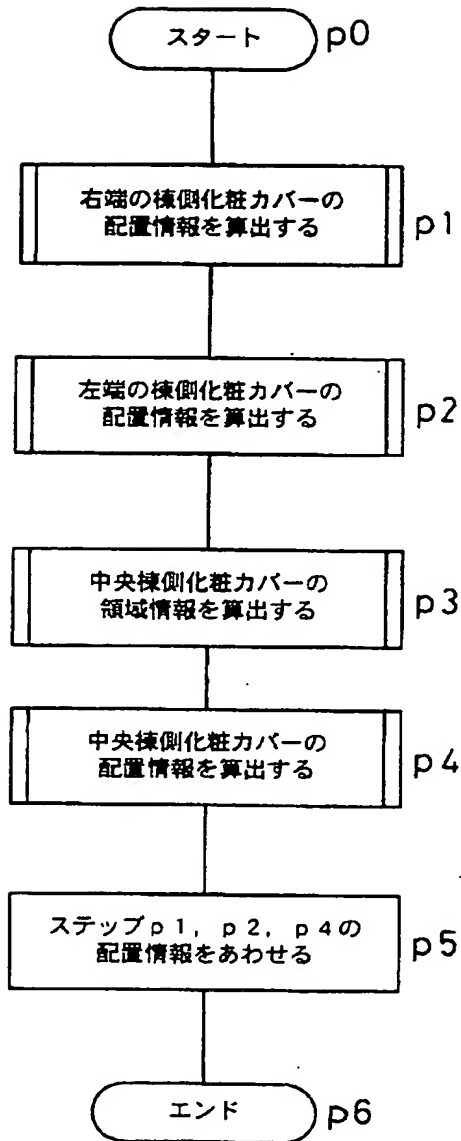 スタート p0
右端の棟側化粧カバーの
配置情報を算出する p1
左端の棟側化粧カバーの
配置情報を算出する p2
中央棟側化粧カバーの
領域情報を算出する p3
中央棟側化粧カバーの
配置情報を算出する p4
ステップp1, p2, p4の
配置情報をあわせる p5
エンド p6